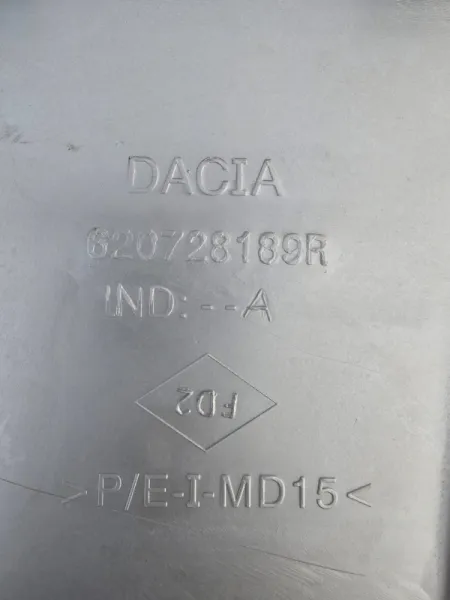 DACIA
620728189R
IND: --A
FD2
>P/E-I-MD15<